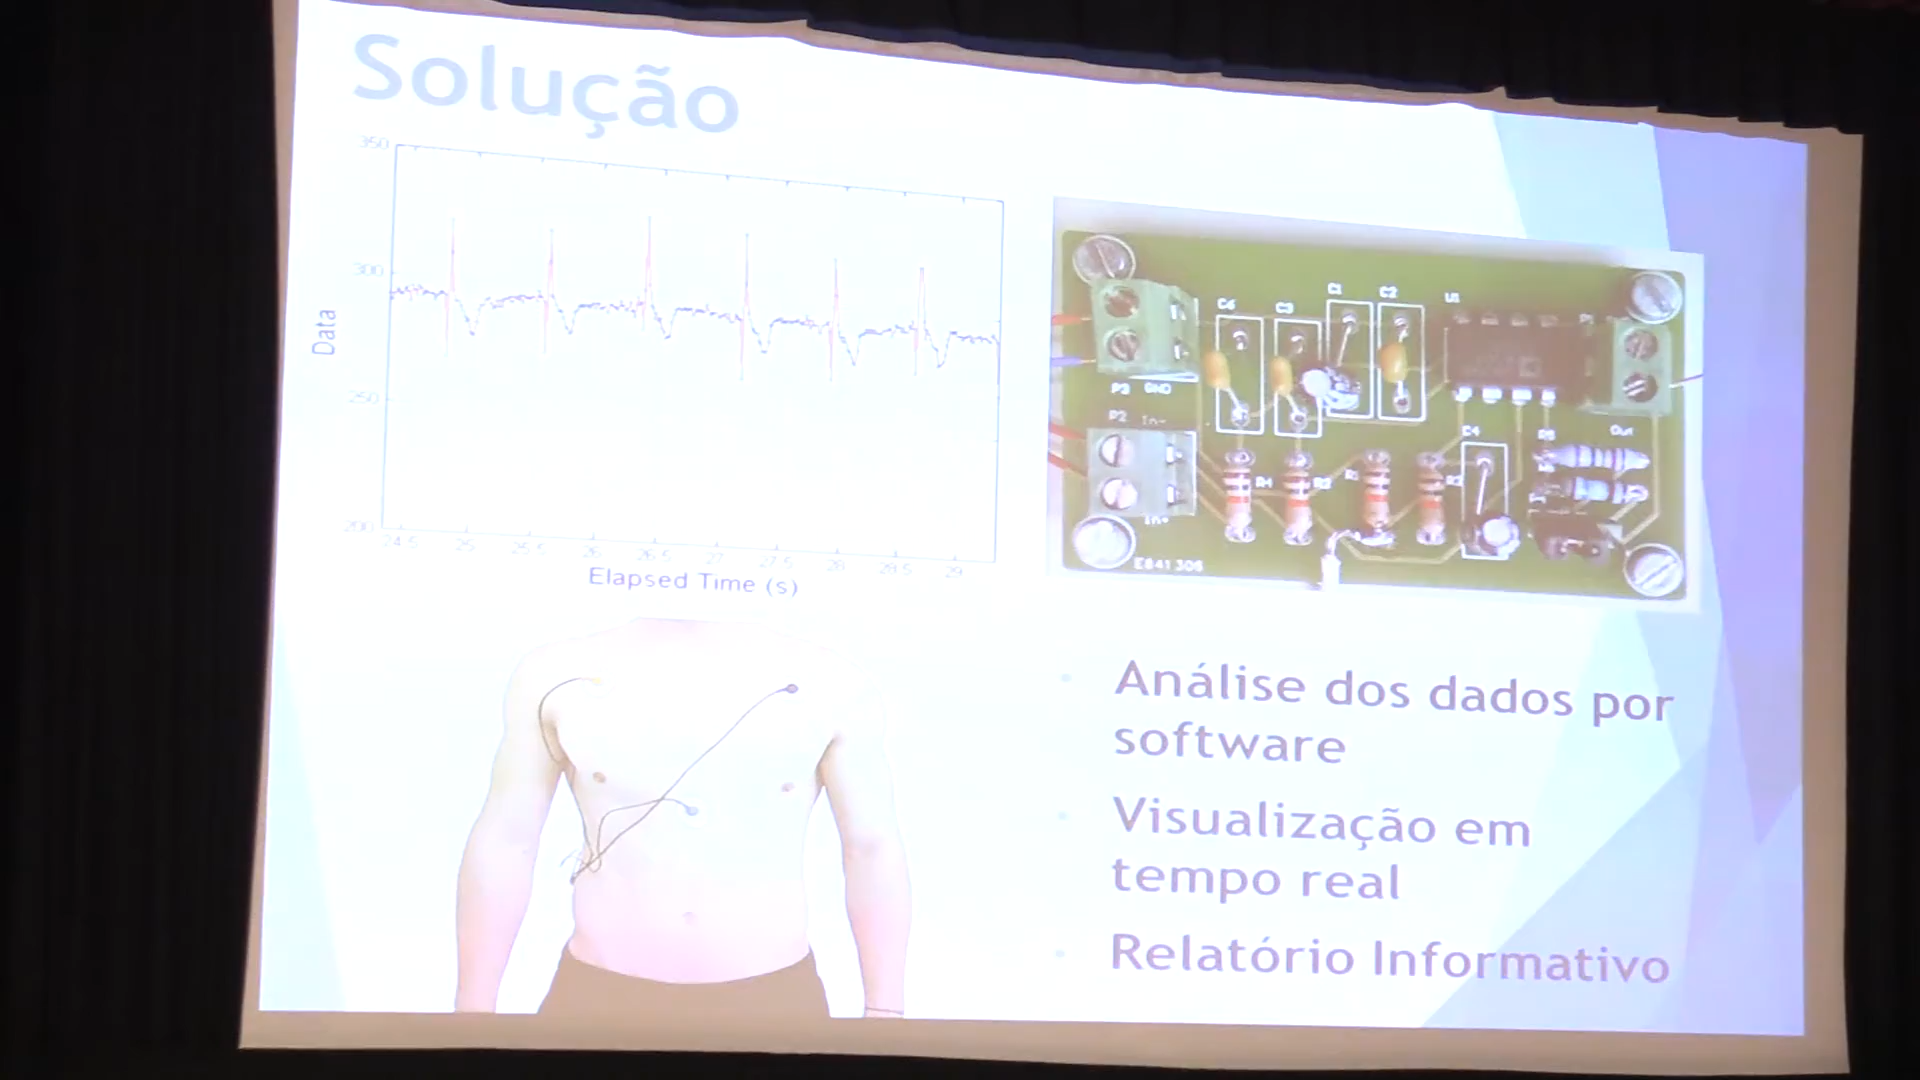 Solução
350
300
250
200
Data
24.5 25 25.5 26 26.5 27 27.5 28 28.5 29
Elapsed Time (s)
C6 C3 C1 C2 U1
P3 GND
P2 In-
In+
R4 R2 R1
C4
Out
E841306
Análise dos dados por
software
Visualização em
tempo real
Relatório Informativo